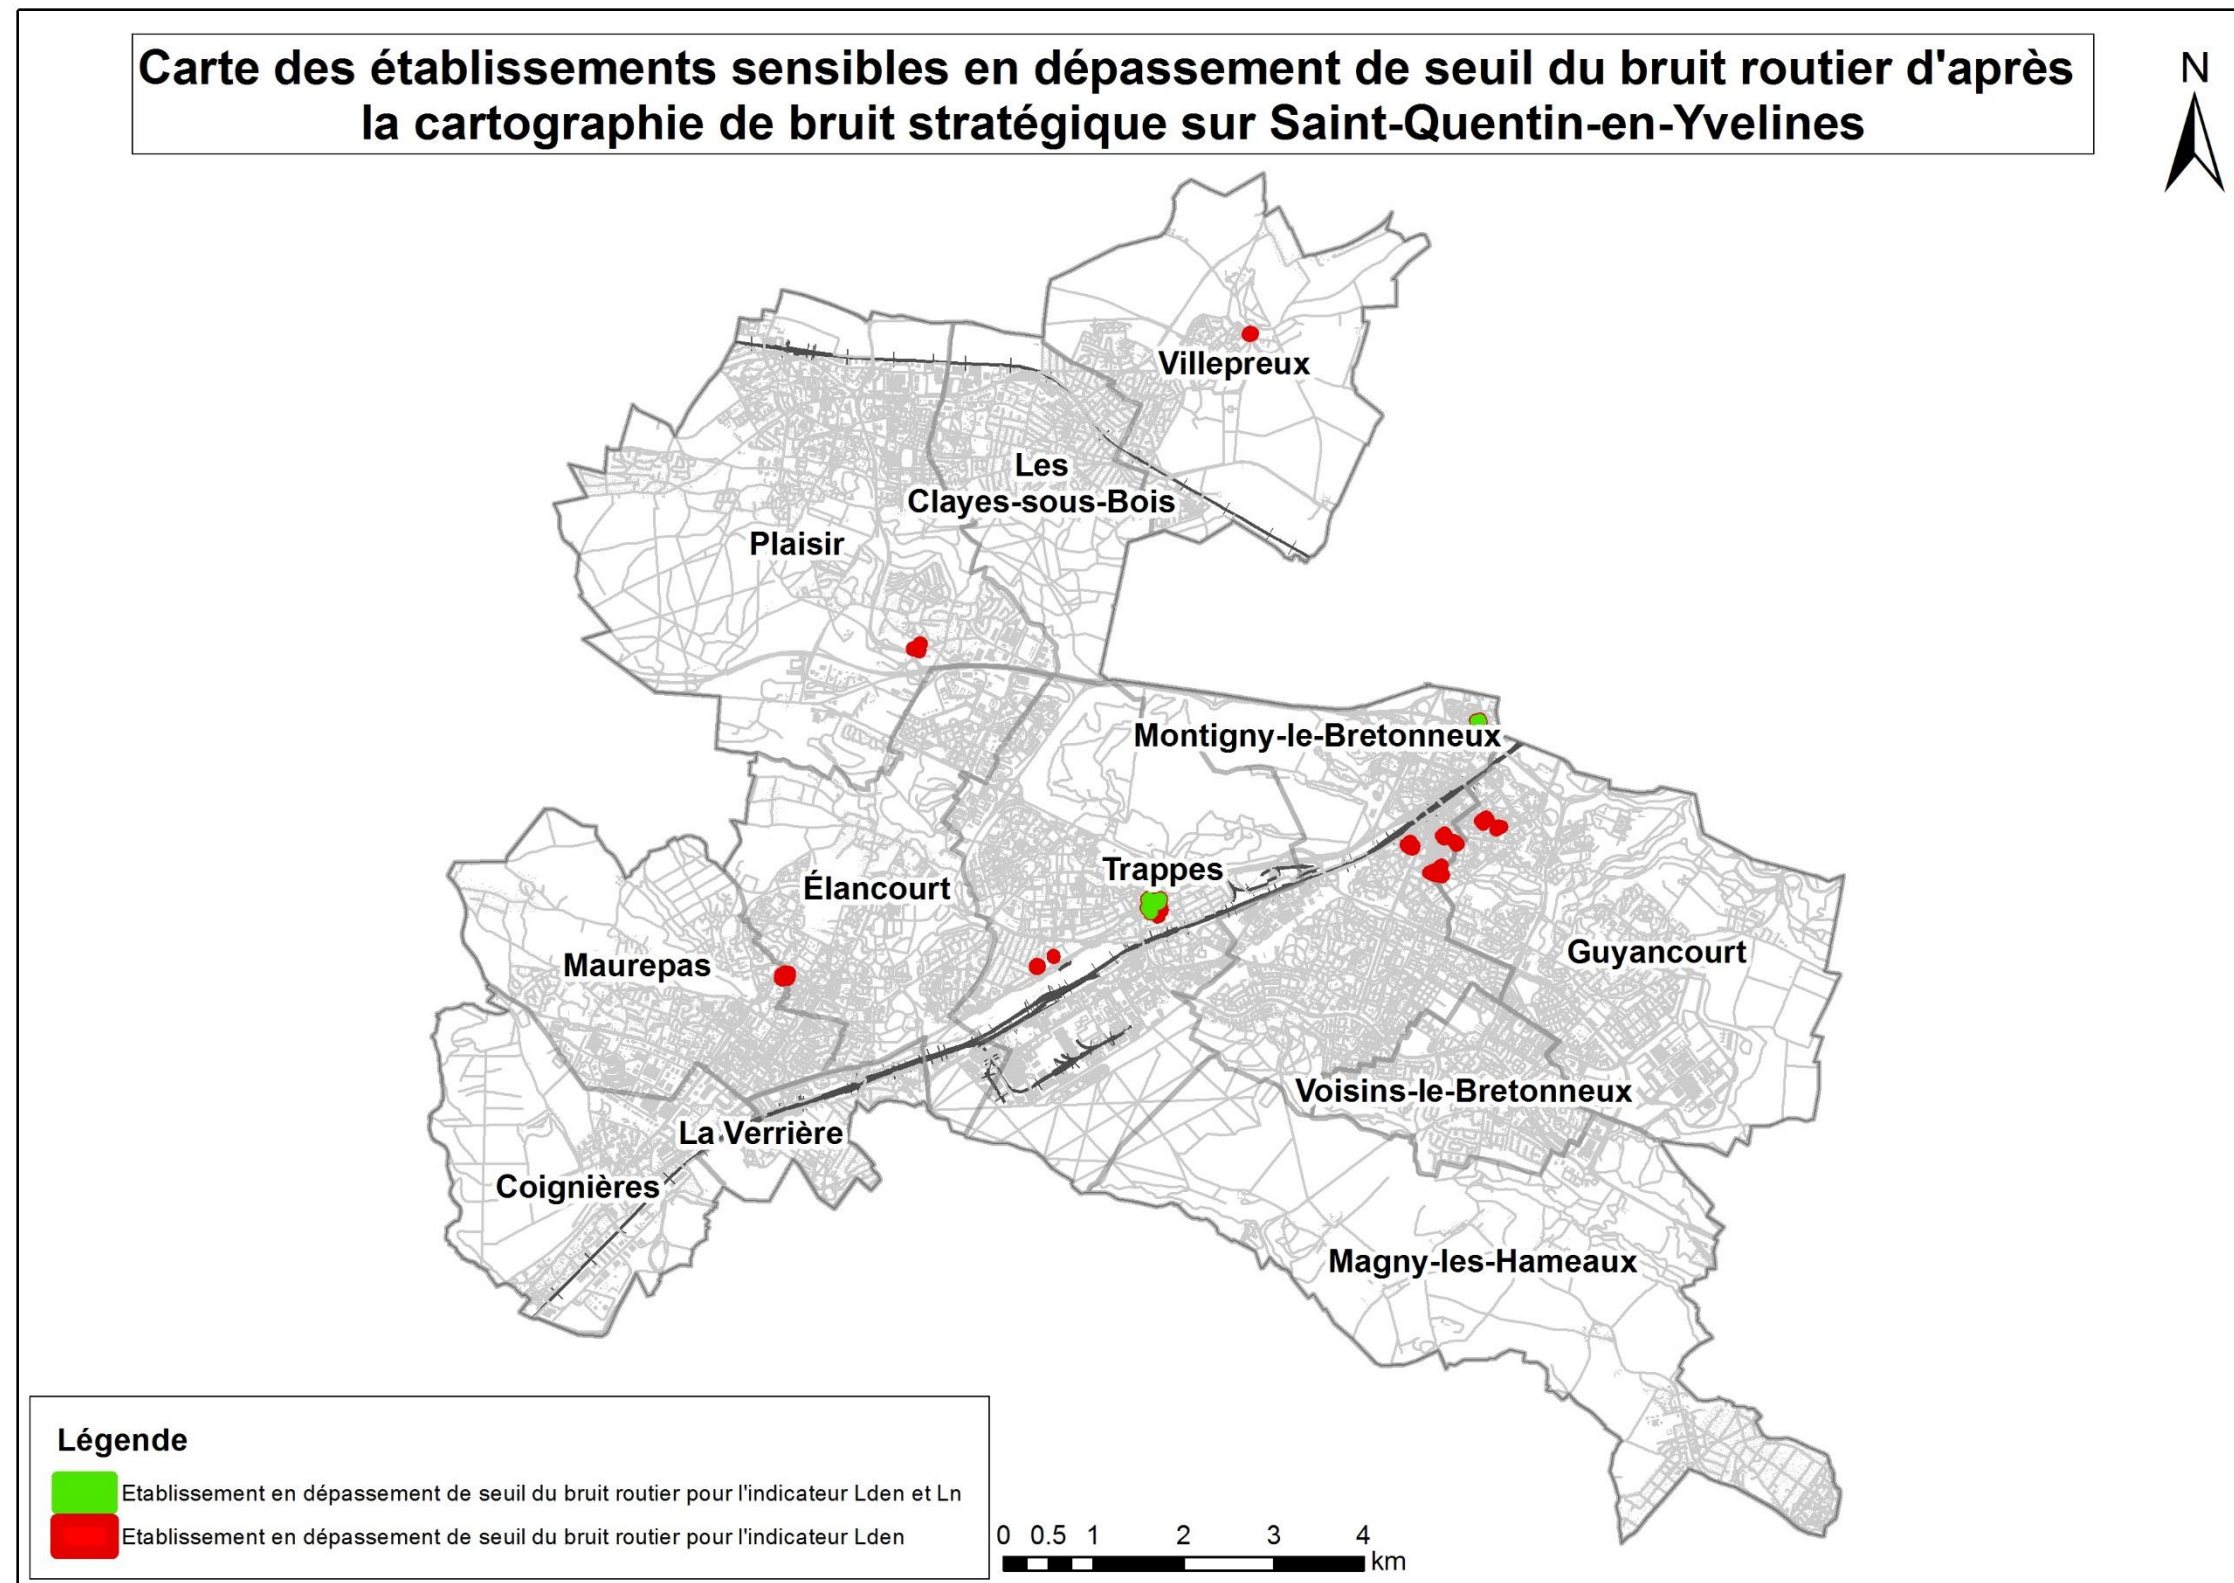 Carte des établissements sensibles en dépassement de seuil du bruit routier d'après
la cartographie de bruit stratégique sur Saint-Quentin-en-Yvelines
N
Villepreux
Les
Clayes-sous-Bois
Plaisir
Montigny-le-Bretonneux
Trappes
Élancourt
Guyancourt
Maurepas
Voisins-le-Bretonneux
La Verrière
Coignières
Magny-les-Hameaux
Légende
Etablissement en dépassement de seuil du bruit routier pour l'indicateur Lden et Ln
Etablissement en dépassement de seuil du bruit routier pour l'indicateur Lden
0 0.5 1 2 3 4
km